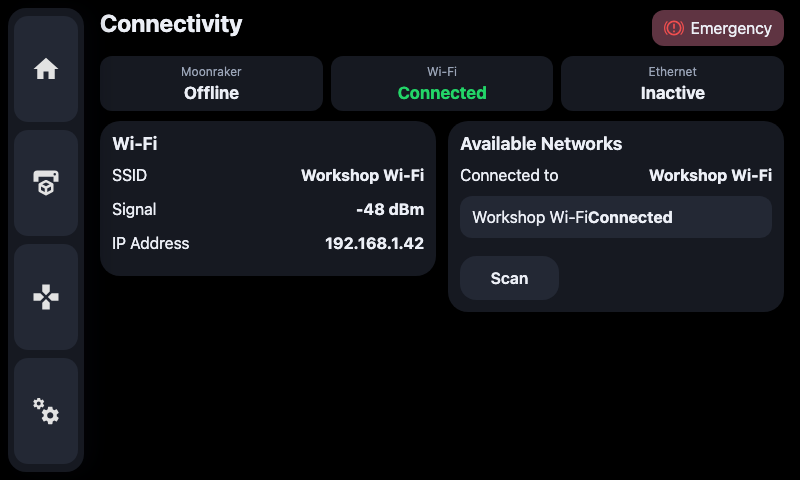 Connectivity
Emergency
Moonraker
Offline
Wi-Fi
Connected
Ethernet
Inactive
Wi-Fi
SSID Workshop Wi-Fi
Signal -48 dBm
IP Address 192.168.1.42
Available Networks
Connected to Workshop Wi-Fi
Workshop Wi-FiConnected
Scan